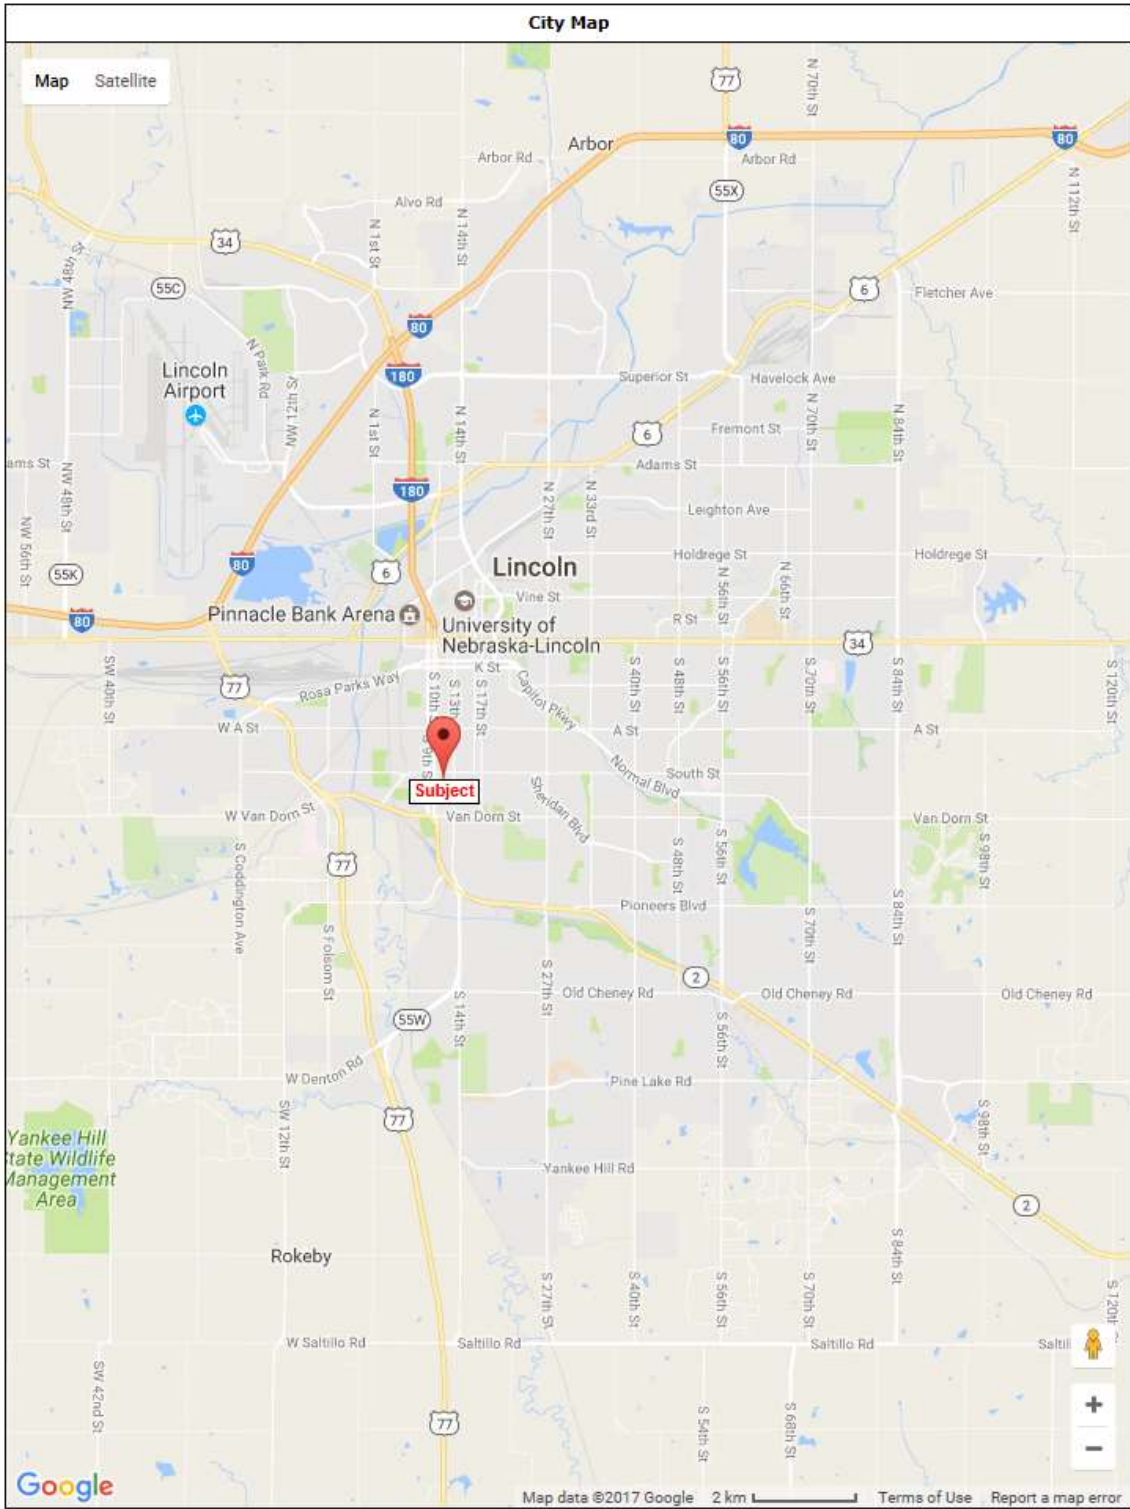 City Map
Map Satellite
77
N 70th St
Arbor
80
80
Arbor Rd
Arbor Rd
N 112th St
55X
Alvo Rd
N 1st St
N 14th St
34
NW 48th St
55C
6
Fletcher Ave
80
N Park Rd
Lincoln
Airport
180
Superior St
Havelock Ave
NW 12th St
N 1st St
N 14th St
N 70th St
N 84th St
6
Fremont St
ams St
Adams St
NW 48th St
180
N 27th St
N 33rd St
Leighton Ave
NW 56th St
Holdrege St
Holdrege St
80
55K
6
Lincoln
N 56th St
N 66th St
Vine St
80
Pinnacle Bank Arena
University of
Nebraska-Lincoln
R St
34
K St
SW 40th St
77
Rosa Parks Way
S 10th St
S 13th
S 17th St
Capitol Pkwy
S 40th St
S 48th St
S 56th St
S 70th St
S 84th St
S 120th St
W A St
A St
A St
S 9th S
South St
Normal Blvd
Subject
Sheridan Blvd
W Van Dorn St
Van Dorn St
Van Dorn St
S 48th St
S 56th St
S 98th St
S Coddington Ave
77
Pioneers Blvd
S 84th St
S 70th St
S Folsom St
2
S 27th St
Old Cheney Rd
Old Cheney Rd
Old Cheney Rd
S 14th St
55W
S 56th St
W Denton Rd
Pine Lake Rd
SW 12th St
77
S 98th St
Yankee Hill
State Wildlife
Management
Area
Yankee Hill Rd
2
Rokeby
S 84th St
S 27th St
S 40th St
S 56th St
S 70th St
S 120th
W Saltillo Rd
Saltillo Rd
Saltillo Rd
Saltil
SW 42nd St
S 54th St
S 68th St
+
77
−
Google
Map data ©2017 Google 2 km Terms of Use Report a map error